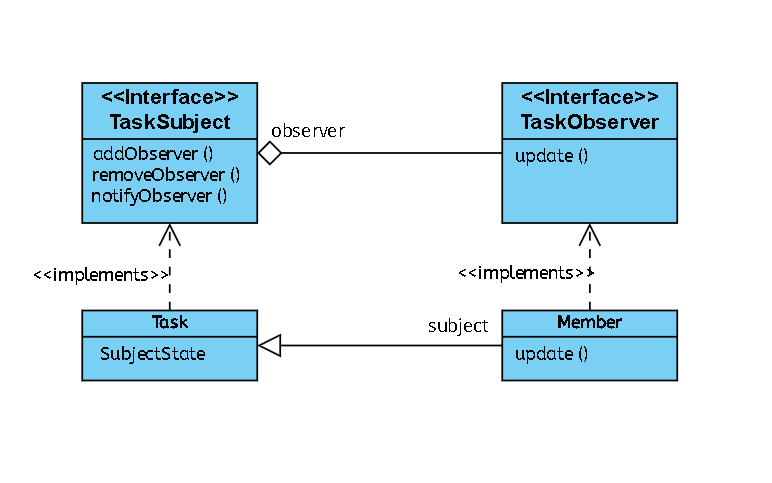 <<Interface>>
TaskSubject
addObserver ()
removeObserver ()
notifyObserver ()
observer
<<Interface>>
TaskObserver
update ()
<<implements>>
<<implements>>
Task
SubjectState
subject
Member
update ()